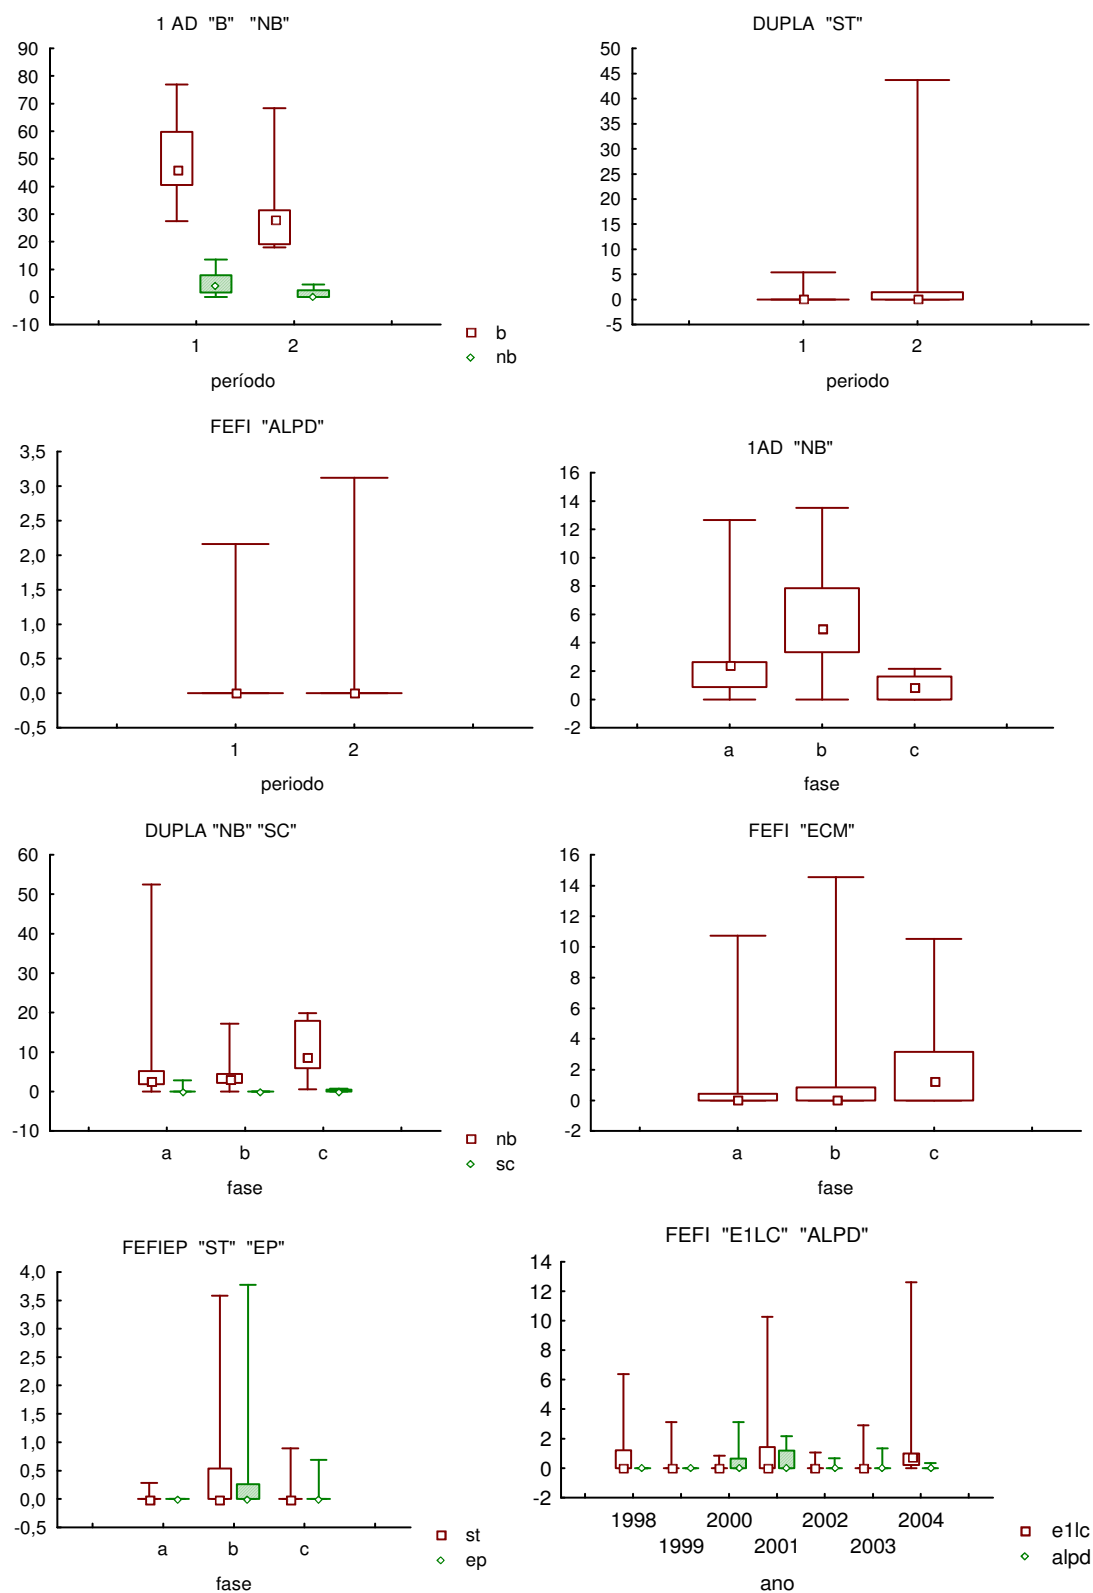 1 AD "B" "NB"
90
80
70
60
50
40
30
20
10
0
-10
1 2
período
b
nb
DUPLA "ST"
50
45
40
35
30
25
20
15
10
5
0
-5
1 2
periodo
FEFI "ALPD"
3,5
3,0
2,5
2,0
1,5
1,0
0,5
0,0
-0,5
1 2
periodo
1AD "NB"
16
14
12
10
8
6
4
2
0
-2
a b c
fase
DUPLA "NB" "SC"
60
50
40
30
20
10
0
-10
a b c
fase
nb
sc
FEFI "ECM"
16
14
12
10
8
6
4
2
0
-2
a b c
fase
FEFIEP "ST" "EP"
4,0
3,5
3,0
2,5
2,0
1,5
1,0
0,5
0,0
-0,5
a b c
fase
st
ep
FEFI "E1LC" "ALPD"
14
12
10
8
6
4
2
0
-2
1998 2000 2002 2004
1999 2001 2003
ano
e1lc
alpd